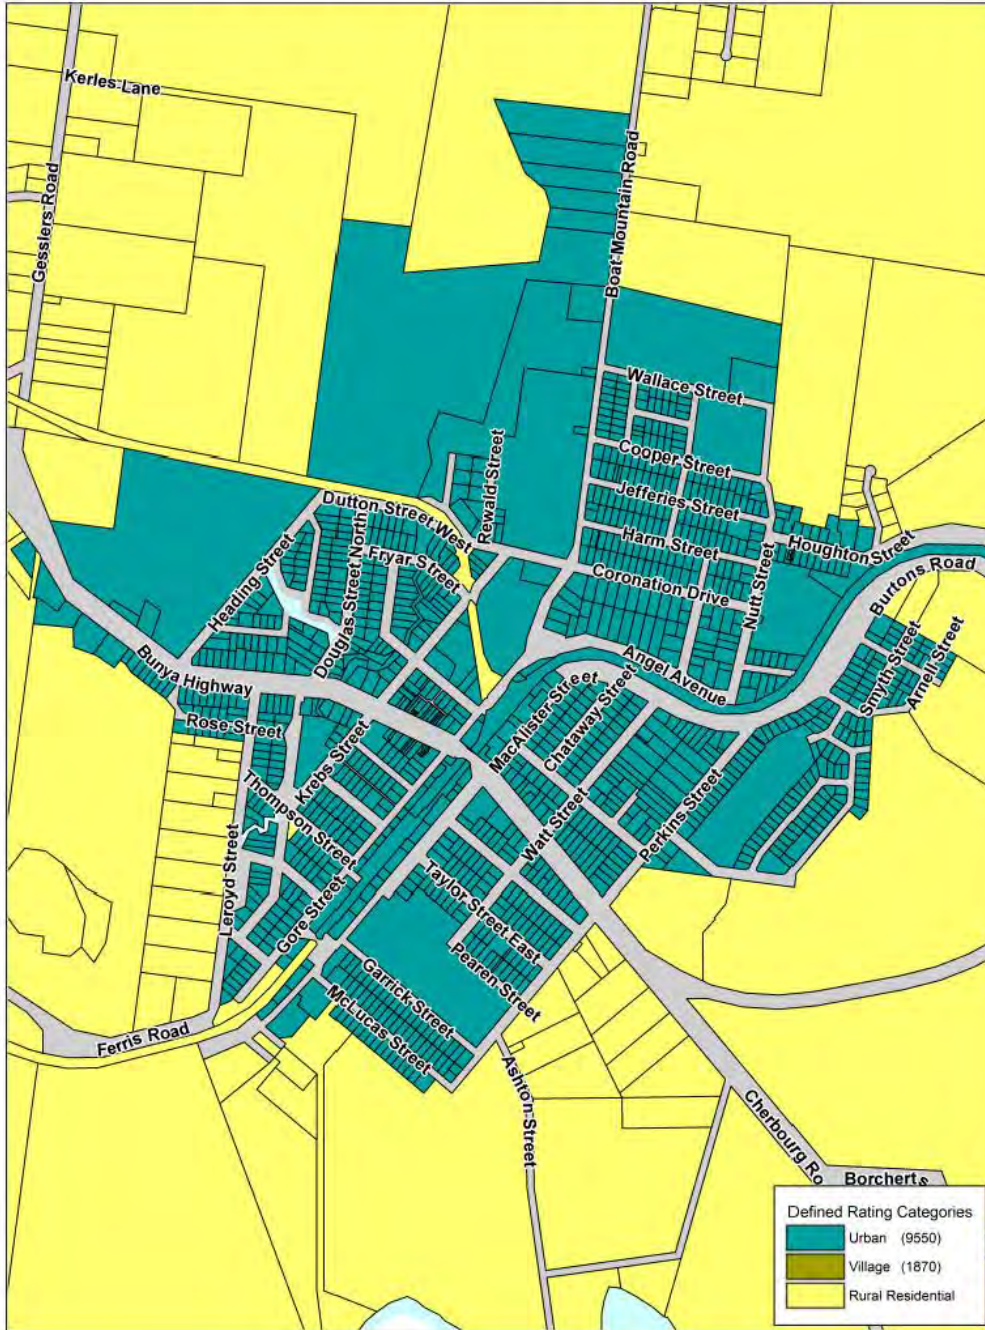 Kerles Lane
Gesslers Road
Boat Mountain Road
Wallace Street
Cooper Street
Rewald Street
Jefferies Street
Dutton Street West
Harm Street
Houghton Street
Fryar Street
Heading Street
Douglas Street North
Coronation Drive
Nutt Street
Burtons Road
Smyth Street
Arnell Street
Bunya Highway
Angel Avenue
MacAlister Street
Chataway Street
Rose Street
Krebs Street
Thompson Street
Watt Street
Perkins Street
Leroyd Street
Gore Street
Taylor Street East
Pearen Street
Garrick Street
McLucas Street
Ferris Road
Ashton Street
Cherbourg Ro
Borcherts
Defined Rating Categories
Urban (9550)
Village (1870)
Rural Residential